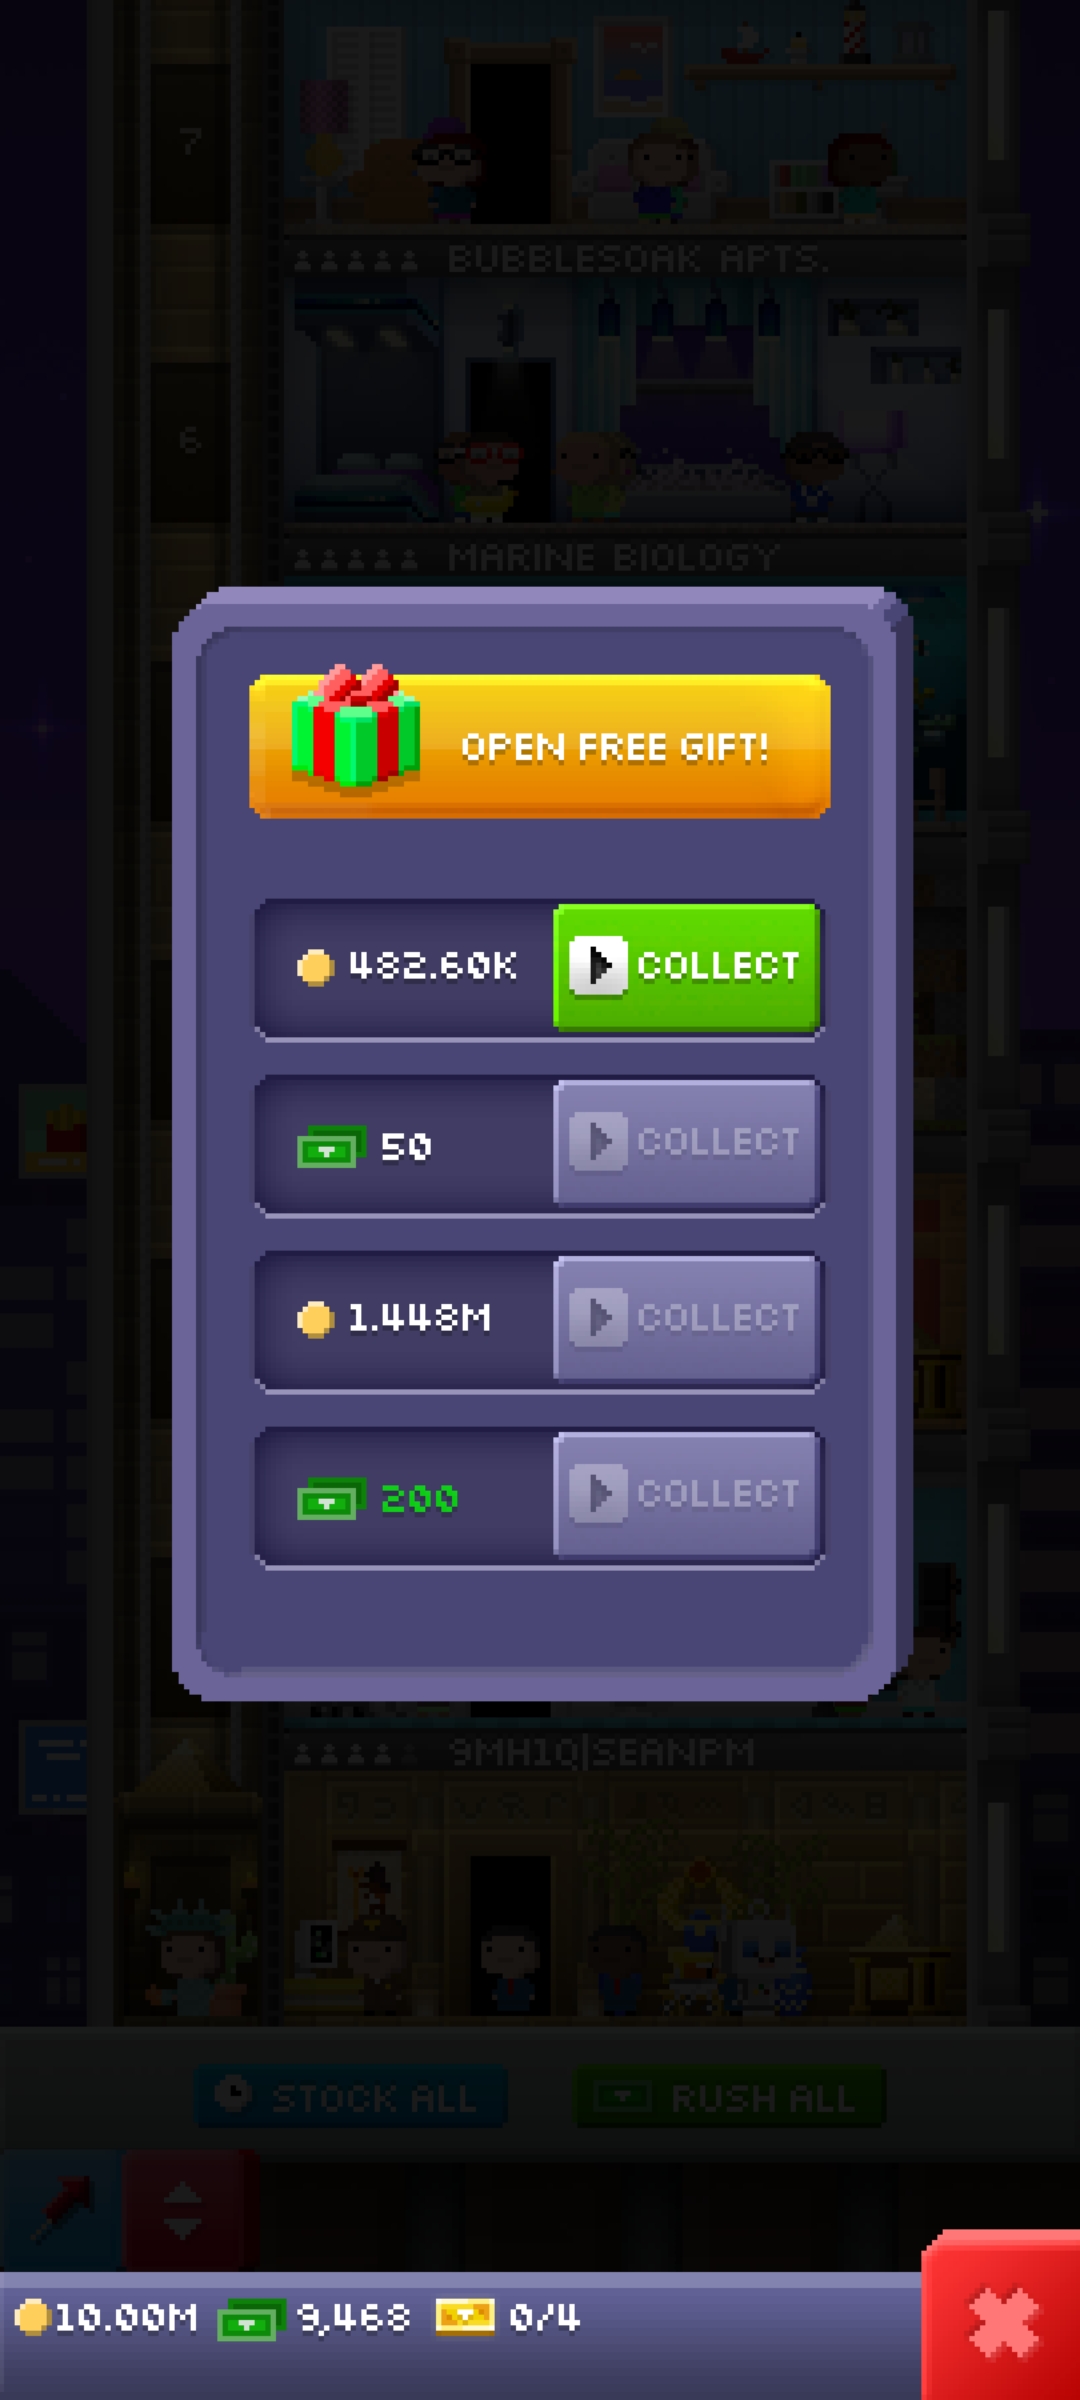 7
BUBBLESOAK APTS.
6
MARINE BIOLOGY
OPEN FREE GIFT!
482.60K COLLECT
50 COLLECT
1.448M COLLECT
200 COLLECT
9MH1Q|SEANPM
STOCK ALL RUSH ALL
10.00M 9,468 0/4